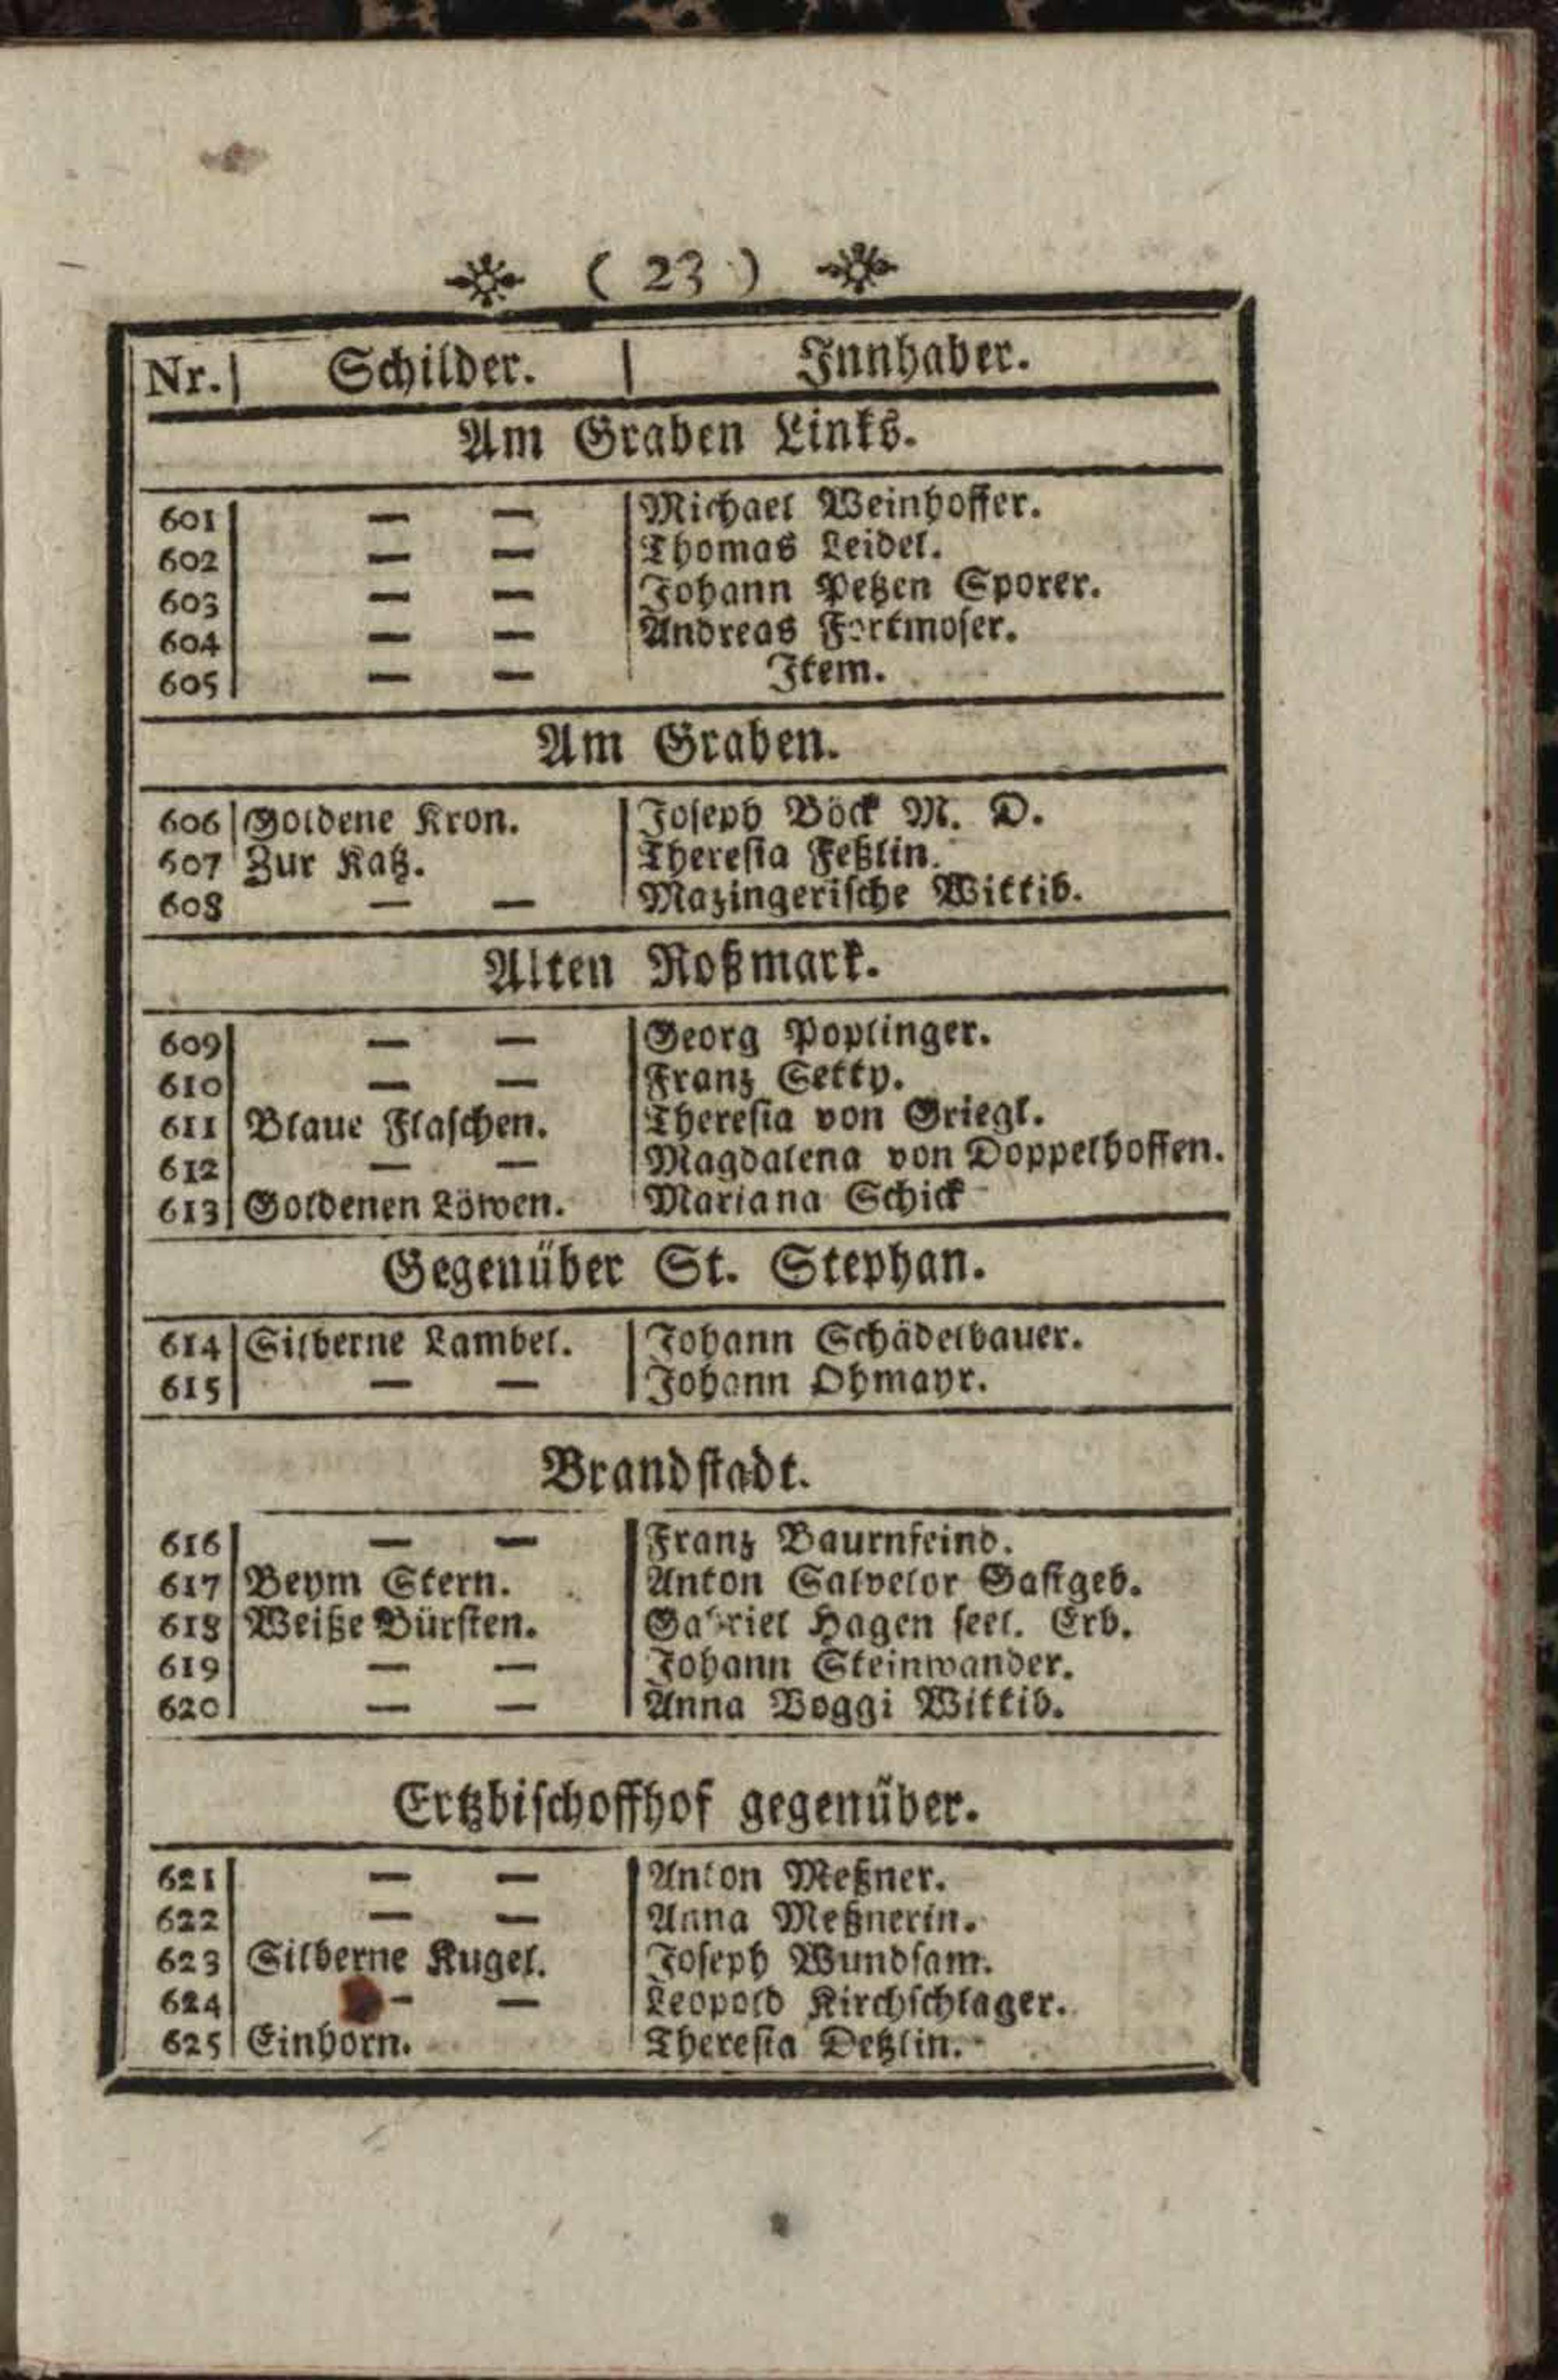 ( 23 )
Nr. | Schilder. | Innhaber.
Am Graben Links.
601 — — Michael Weinhoffer.
602 — — Thomas Leidel.
603 — — Johann Petzen Sporer.
604 — — Andreas Fortmoser.
605 — — Item.
Am Graben.
606 Goldene Kron. Joseph Böck M. D.
607 Zur Katz. Theresia Feßlin.
608 — — Mazingerische Wittib.
Alten Roßmark.
609 — — Georg Poplinger.
610 — — Franz Setty.
611 Blaue Flaschen. Theresia von Griegl.
612 — — Magdalena von Doppelhoffen.
613 Goldenen Löwen. Mariana Schick
Gegenüber St. Stephan.
614 Silberne Lambel. Johann Schädelbauer.
615 — — Johann Ohmayr.
Brandstadt.
616 — — Franz Baurnfeind.
617 Beym Stern. Anton Salvelor Gastgeb.
618 Weiße Bürsten. Gabriel Hagen seel. Erb.
619 — — Johann Steinwander.
620 — — Anna Boggi Wittib.
Ertzbischoffhof gegenüber.
621 — — Anton Meßner.
622 — — Anna Meßnerin.
623 Silberne Kugel. Joseph Wundsam.
624 — — Leopold Kirchschlager.
625 Einhorn. Theresia Detzlin.